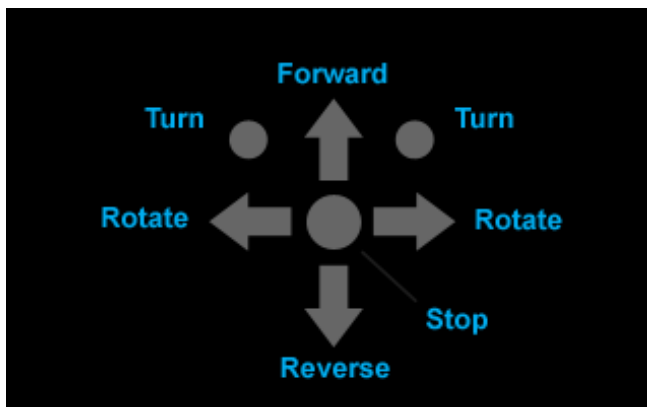 Forward
Turn
Turn
Rotate
Rotate
Stop
Reverse